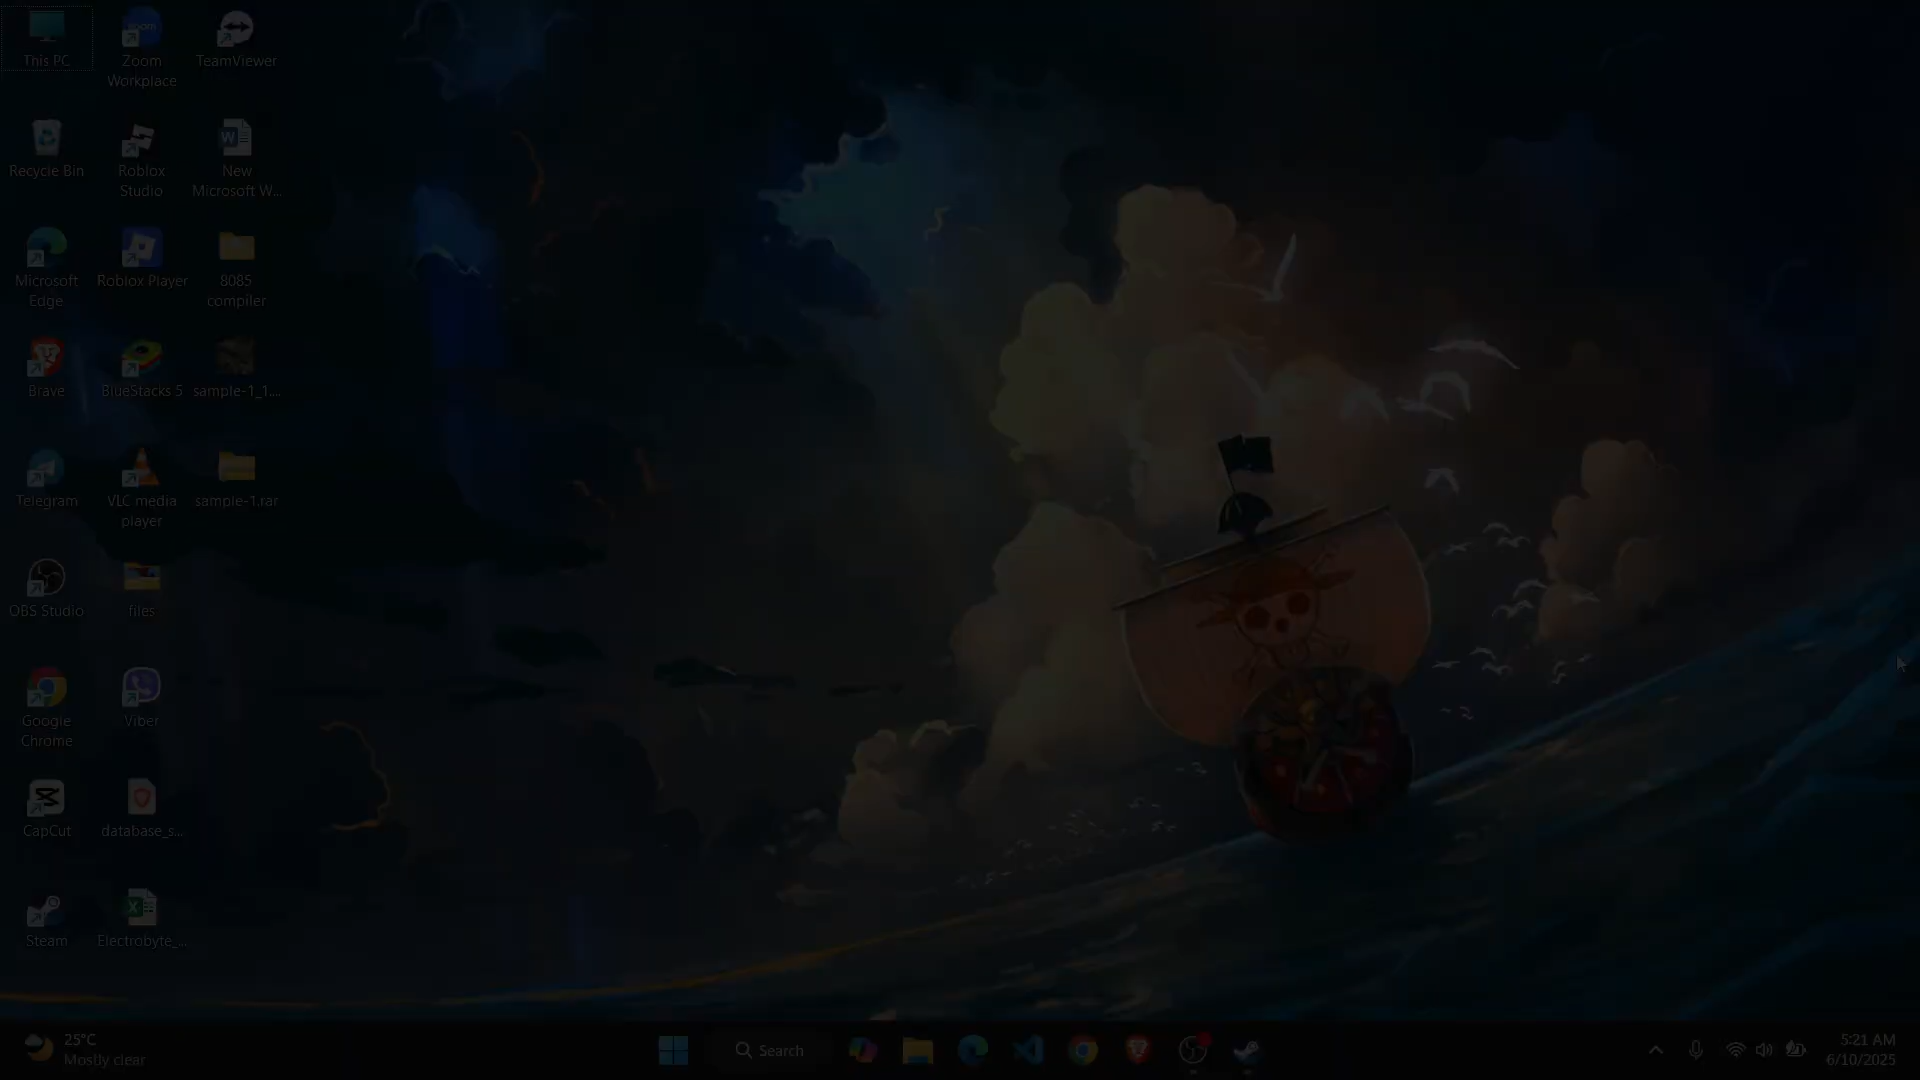 This PC
Zoom
Workplace
TeamViewer
Recycle Bin
Roblox
Studio
New
Microsoft W...
Microsoft
Edge
Roblox Player
8085
compiler
Brave
BlueStacks 5
sample-1_1....
Telegram
VLC media
player
sample-1.rar
OBS Studio
files
Google
Chrome
Viber
CapCut
database_s...
Steam
Electrobyte_...
25°C
Mostly clear
Search
5:21 AM
6/10/2025